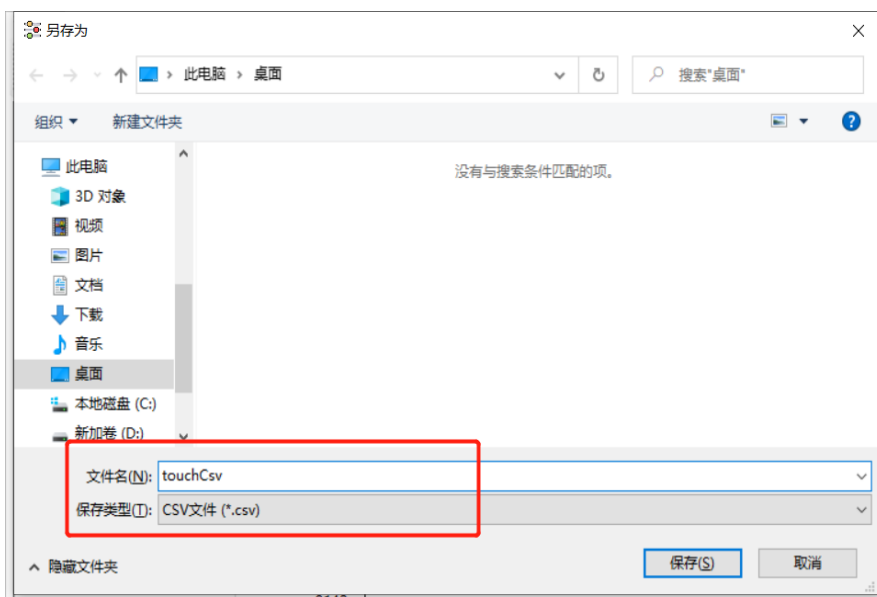 另存为
此电脑 › 桌面
搜索"桌面"
组织
新建文件夹
此电脑
没有与搜索条件匹配的项。
3D 对象
视频
图片
文档
下载
音乐
桌面
本地磁盘 (C:)
新加卷 (D:)
文件名(N): touchCsv
保存类型(T): CSV文件 (*.csv)
隐藏文件夹
保存(S)
取消